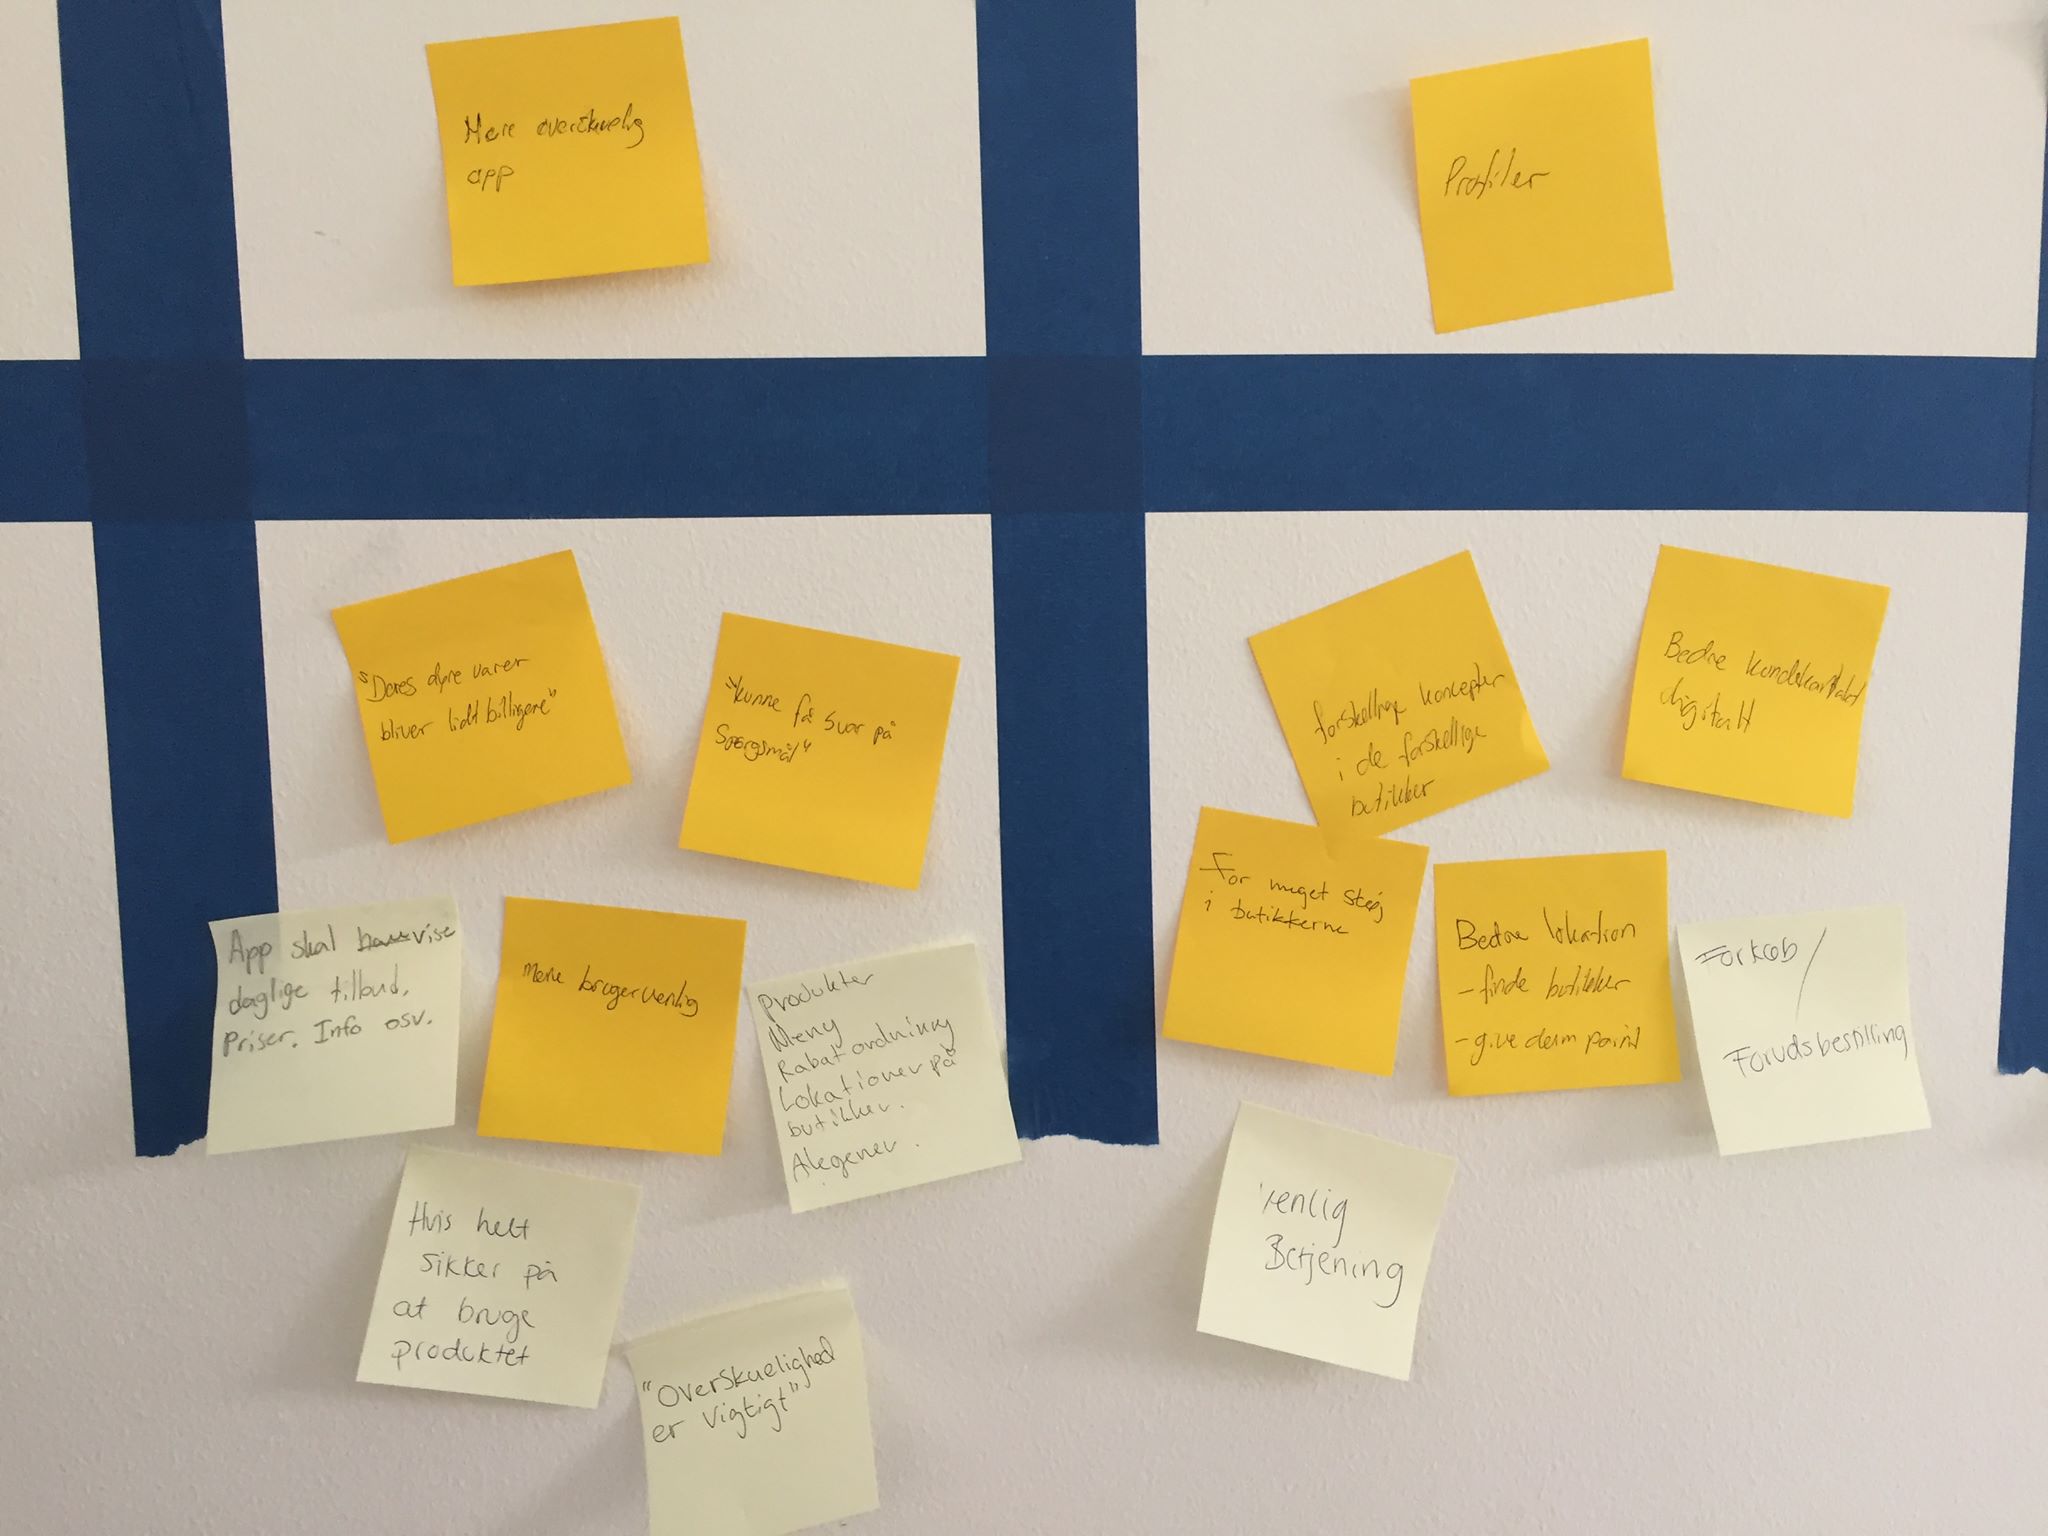 Mere overskuelig
app
Profiler
"Deres dyre varer
bliver lidt billigere"
"Kunne få svar på
Spørgsmål"
App skal have vise
daglige tilbud.
Priser. Info osv.
Mere brugervenlig
Produkter
Meny
Rabatordning
Lokationer på
butikker.
Alegener.
Hvis helt
sikker på
at bruge
produktet
"Overskuelighed
er vigtigt"
forskellige koncepter
i de forskellige
butikker
Bedre kundekontakt
digitalt
For meget støj
i butikkerne
Bedre lokation
- finde butikker
- give dem point
Forkøb /
Forudsbestilling
Venlig
Betjening